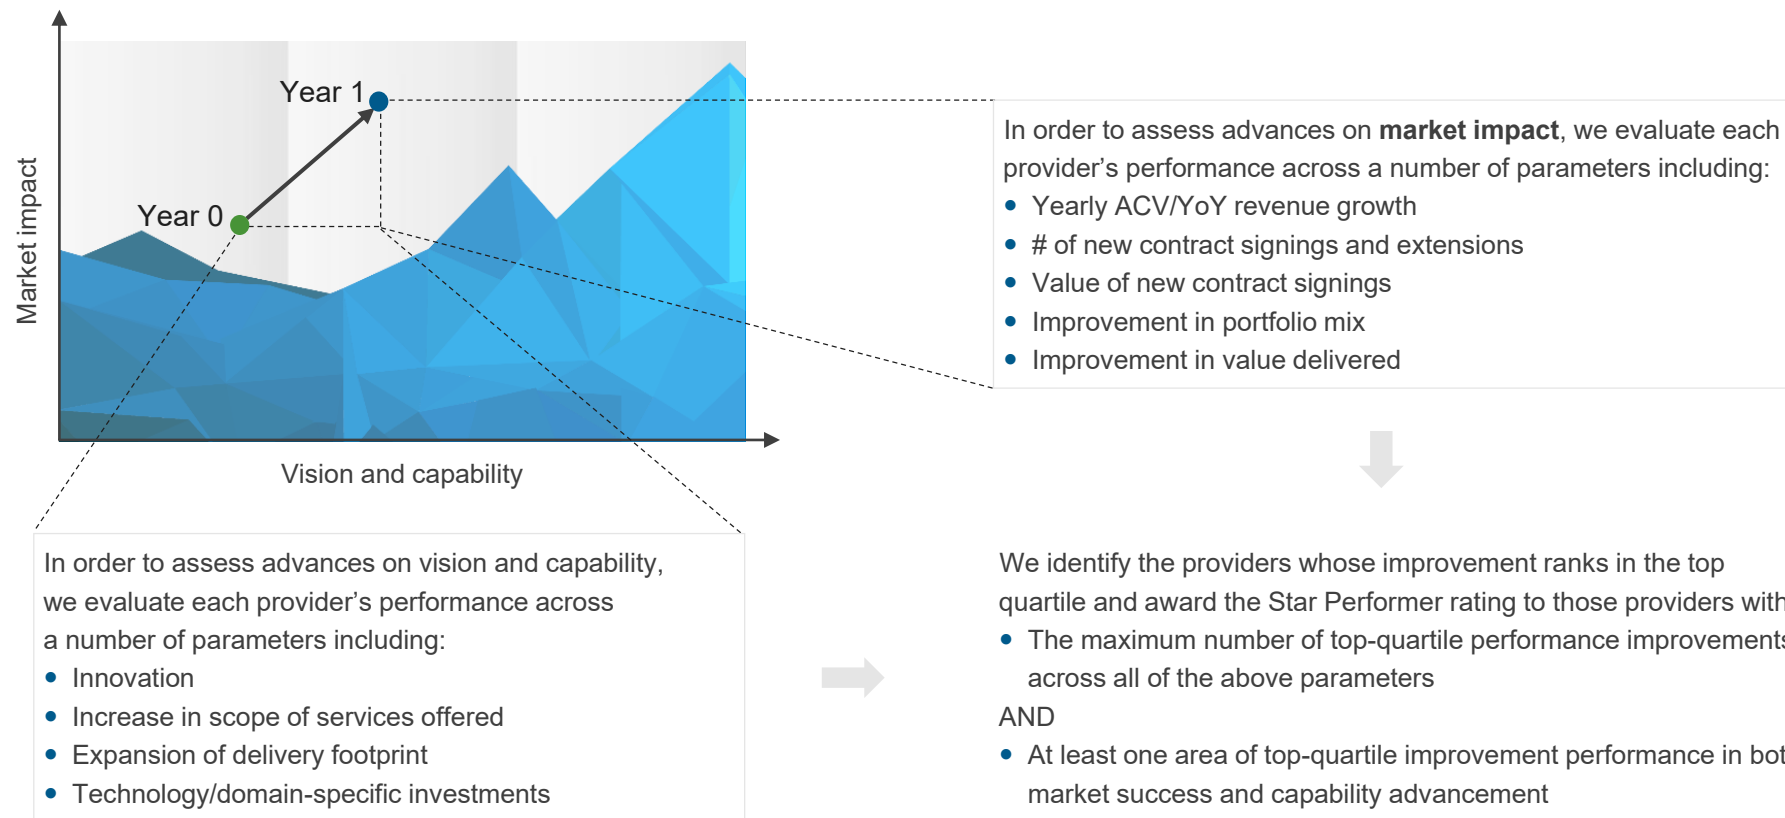 Year 1
Year 0
Market impact
Vision and capability
In order to assess advances on market impact, we evaluate each
provider’s performance across a number of parameters including:
• Yearly ACV/YoY revenue growth
• # of new contract signings and extensions
• Value of new contract signings
• Improvement in portfolio mix
• Improvement in value delivered
In order to assess advances on vision and capability,
we evaluate each provider’s performance across
a number of parameters including:
• Innovation
• Increase in scope of services offered
• Expansion of delivery footprint
• Technology/domain-specific investments
We identify the providers whose improvement ranks in the top
quartile and award the Star Performer rating to those providers with
• The maximum number of top-quartile performance improvements
across all of the above parameters
AND
• At least one area of top-quartile improvement performance in
market success and capability advancement